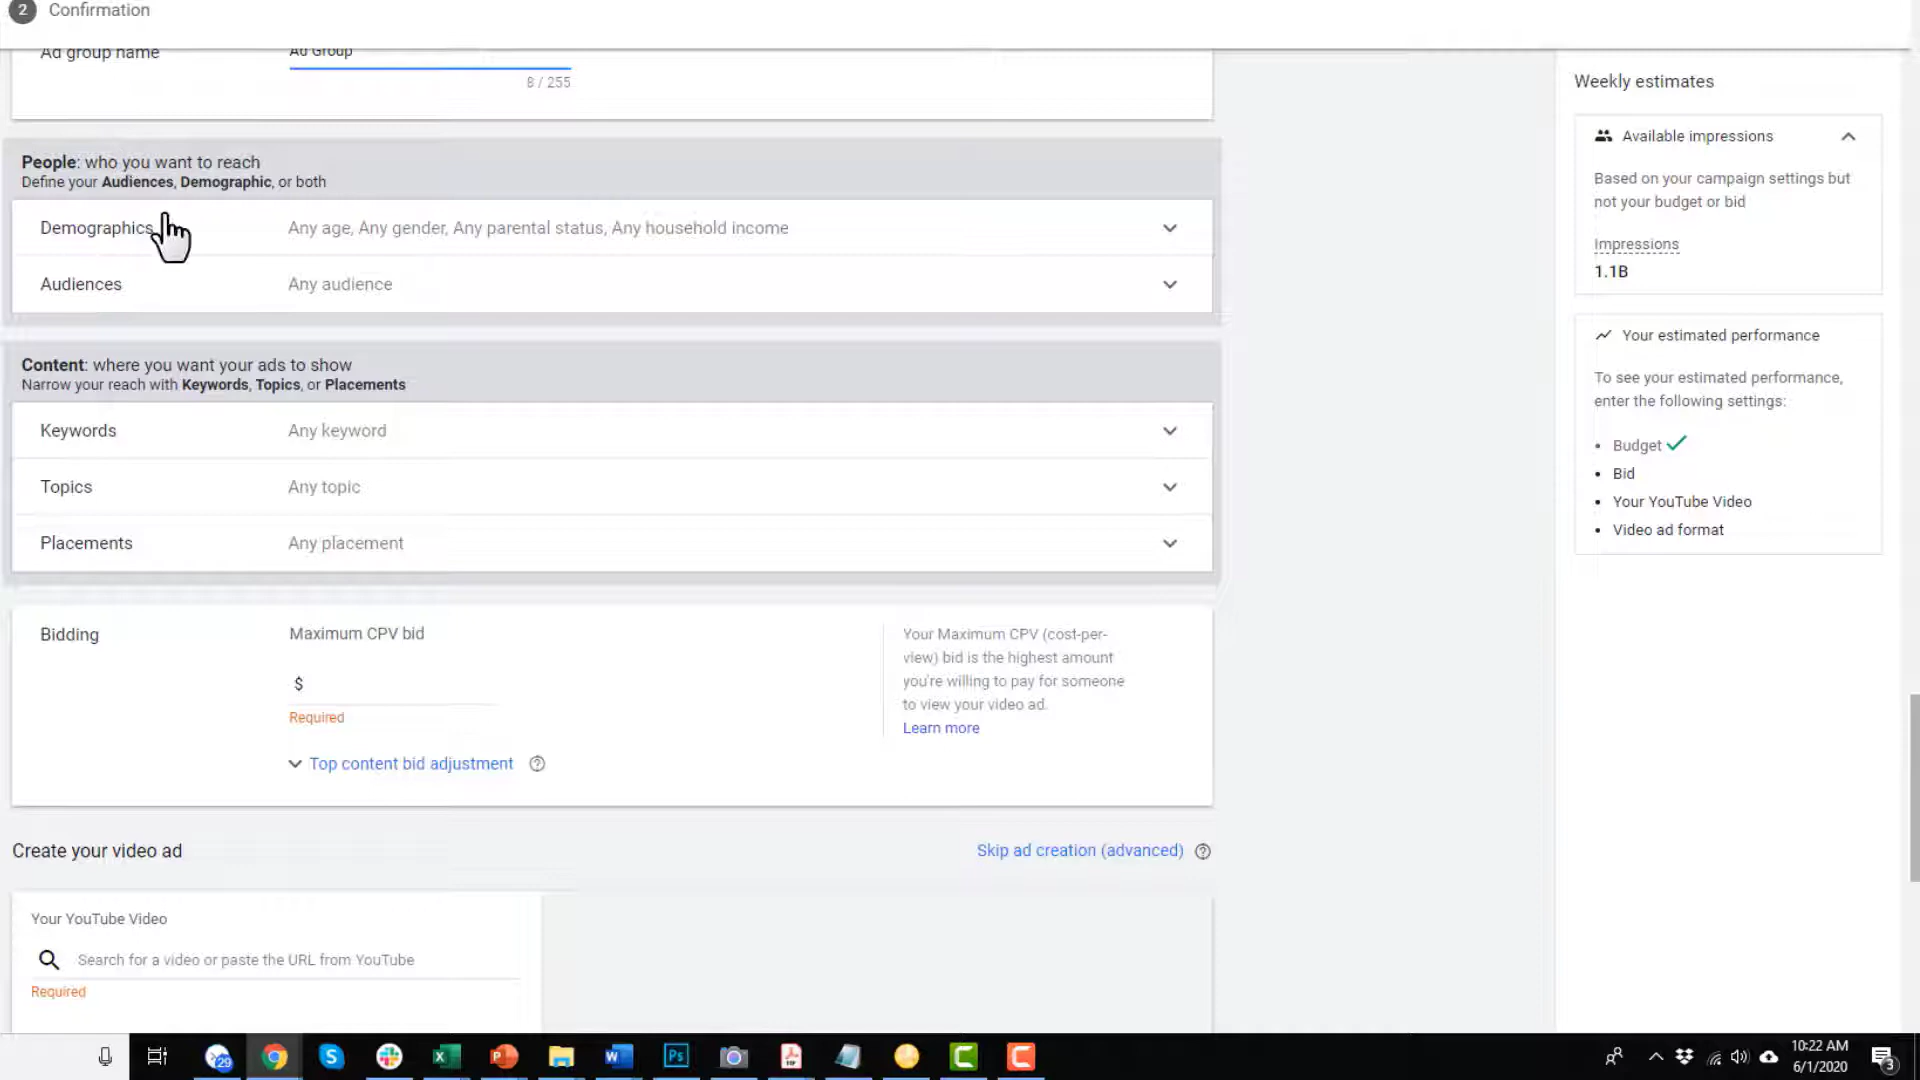 2 Confirmation
Ad group name Ad Group
8 / 255
People: who you want to reach
Define your Audiences, Demographic, or both
Demographics Any age, Any gender, Any parental status, Any household income
Audiences Any audience
Content: where you want your ads to show
Narrow your reach with Keywords, Topics, or Placements
Keywords Any keyword
Topics Any topic
Placements Any placement
Bidding Maximum CPV bid
$
Required
Top content bid adjustment
Your Maximum CPV (cost-per-
view) bid is the highest amount
you're willing to pay for someone
to view your video ad.
Learn more
Create your video ad Skip ad creation (advanced)
Your YouTube Video
Search for a video or paste the URL from YouTube
Required
Weekly estimates
Available impressions
Based on your campaign settings but
not your budget or bid
Impressions
1.1B
Your estimated performance
To see your estimated performance,
enter the following settings:
• Budget
• Bid
• Your YouTube Video
• Video ad format
29
Ps
10:22 AM
6/1/2020
3